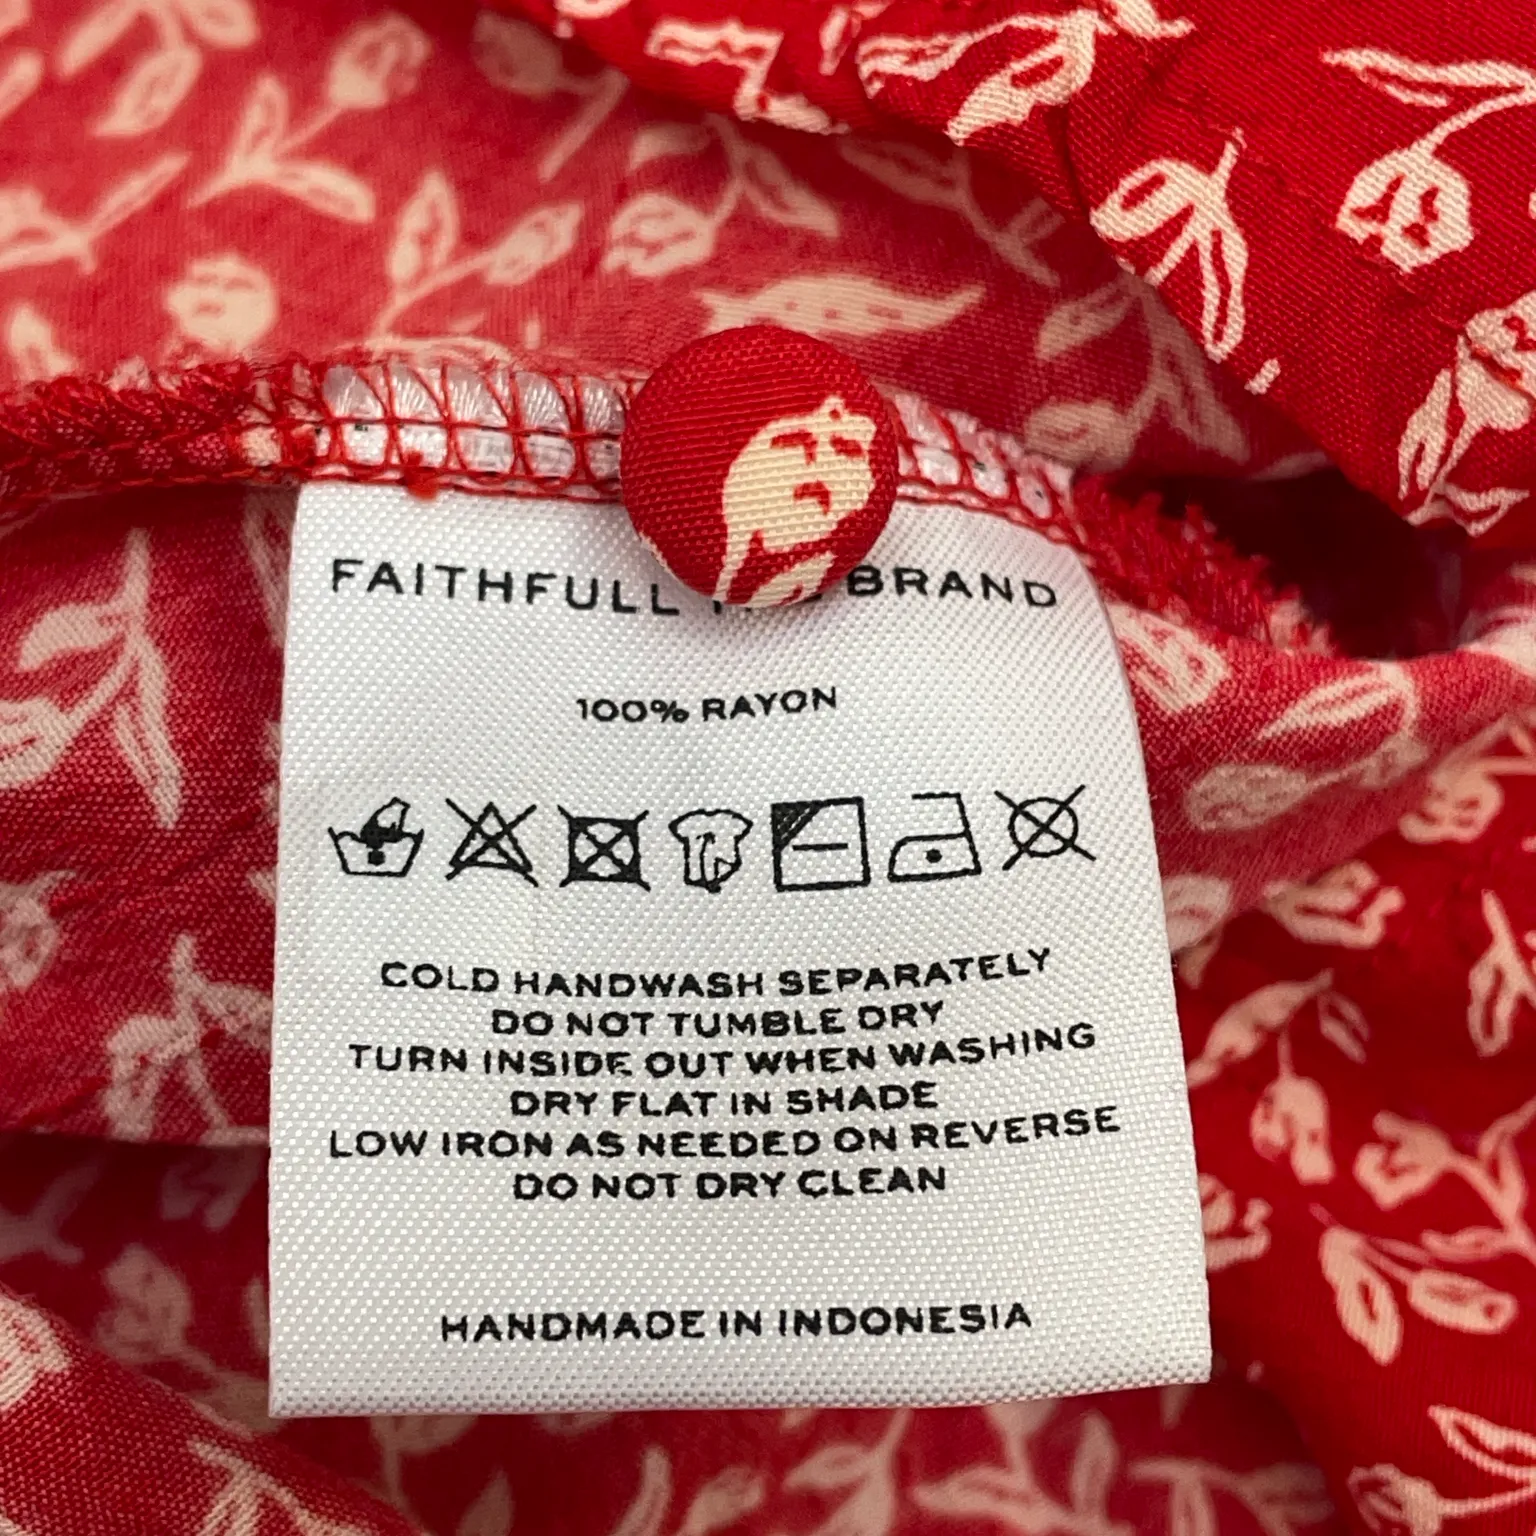 FAITHFULL BRAND
100% RAYON
COLD HANDWASH SEPARATELY
DO NOT TUMBLE DRY
TURN INSIDE OUT WHEN WASHING
DRY FLAT IN SHADE
LOW IRON AS NEEDED ON REVERSE
DO NOT DRY CLEAN
HANDMADE IN INDONESIA